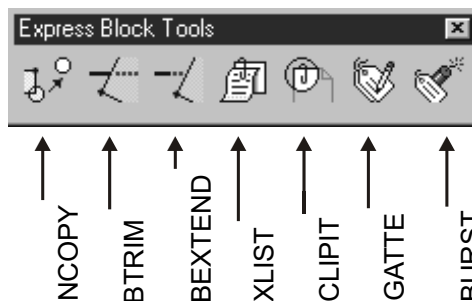 Express Block Tools
NCOPY
BTRIM
BEXTEND
XLIST
CLIPIT
GATTE
BURST